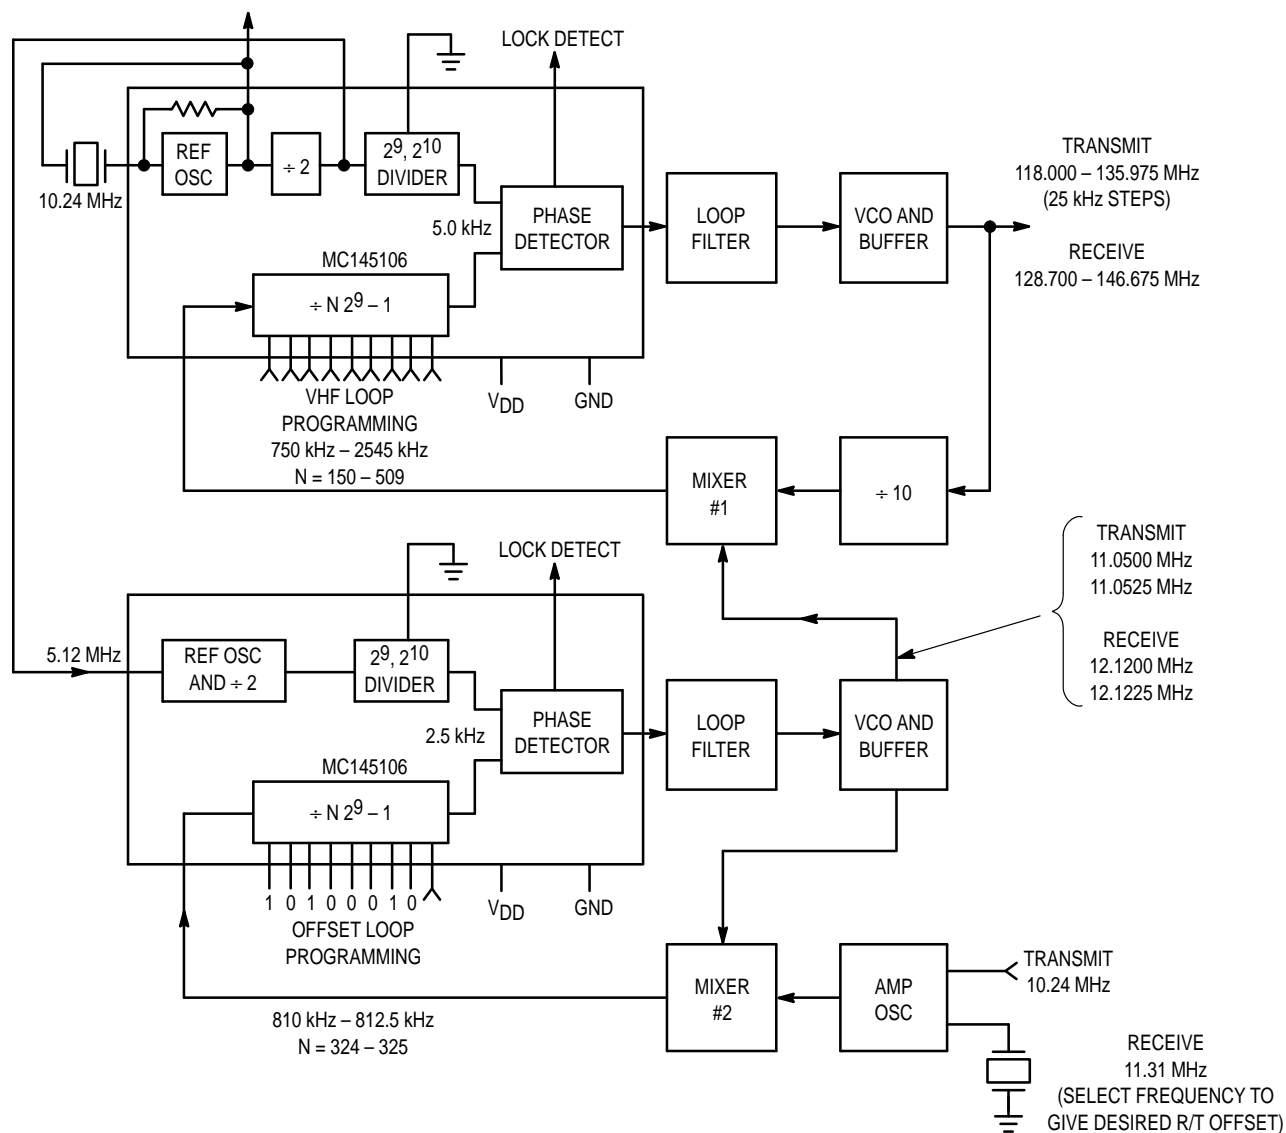 LOCK DETECT
REF
OSC
÷ 2
2⁹, 2¹⁰
DIVIDER
10.24 MHz
5.0 kHz
PHASE
DETECTOR
LOOP
FILTER
VCO AND
BUFFER
TRANSMIT
118.000 – 135.975 MHz
(25 kHz STEPS)
RECEIVE
128.700 – 146.675 MHz
MC145106
÷ N 2⁹ – 1
VHF LOOP
PROGRAMMING
750 kHz – 2545 kHz
N = 150 – 509
VDD
GND
MIXER
#1
÷ 10
TRANSMIT
11.0500 MHz
11.0525 MHz
RECEIVE
12.1200 MHz
12.1225 MHz
LOCK DETECT
5.12 MHz
REF OSC
AND ÷ 2
2⁹, 2¹⁰
DIVIDER
2.5 kHz
PHASE
DETECTOR
LOOP
FILTER
VCO AND
BUFFER
MC145106
÷ N 2⁹ – 1
1 0 1 0 0 0 1 0
OFFSET LOOP
PROGRAMMING
VDD
GND
810 kHz – 812.5 kHz
N = 324 – 325
MIXER
#2
AMP
OSC
TRANSMIT
10.24 MHz
RECEIVE
11.31 MHz
(SELECT FREQUENCY TO
GIVE DESIRED R/T OFFSET)